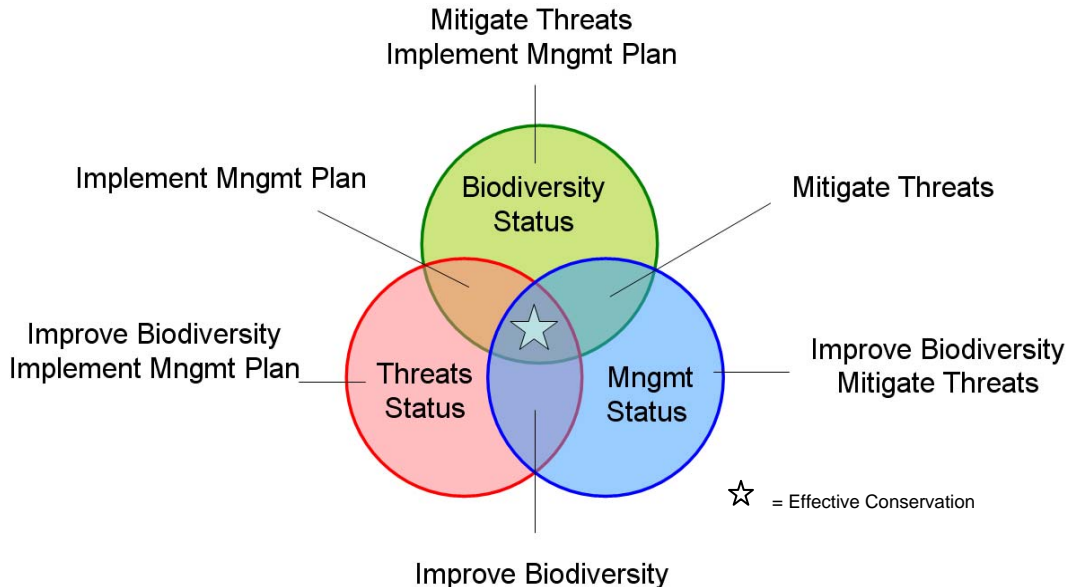 Mitigate Threats
Implement Mngmt Plan
Implement Mngmt Plan
Biodiversity
Status
Mitigate Threats
Improve Biodiversity
Implement Mngmt Plan
Threats
Status
Mngmt
Status
Improve Biodiversity
Mitigate Threats
= Effective Conservation
Improve Biodiversity